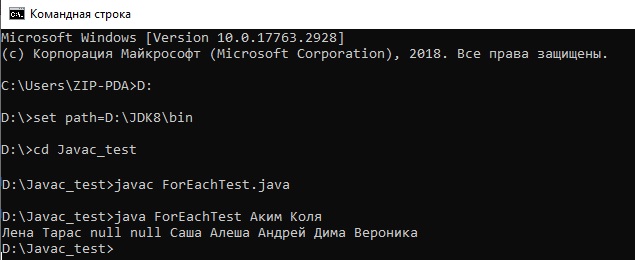 Командная строка
Microsoft Windows [Version 10.0.17763.2928]
(c) Корпорация Майкрософт (Microsoft Corporation), 2018. Все права защищены.
C:\Users\ZIP-PDA>D:
D:\>set path=D:\JDK8\bin
D:\>cd Javac_test
D:\Javac_test>javac ForEachTest.java
D:\Javac_test>java ForEachTest Аким Коля
Лена Тарас null null Саша Алеша Андрей Дима Вероника
D:\Javac_test>